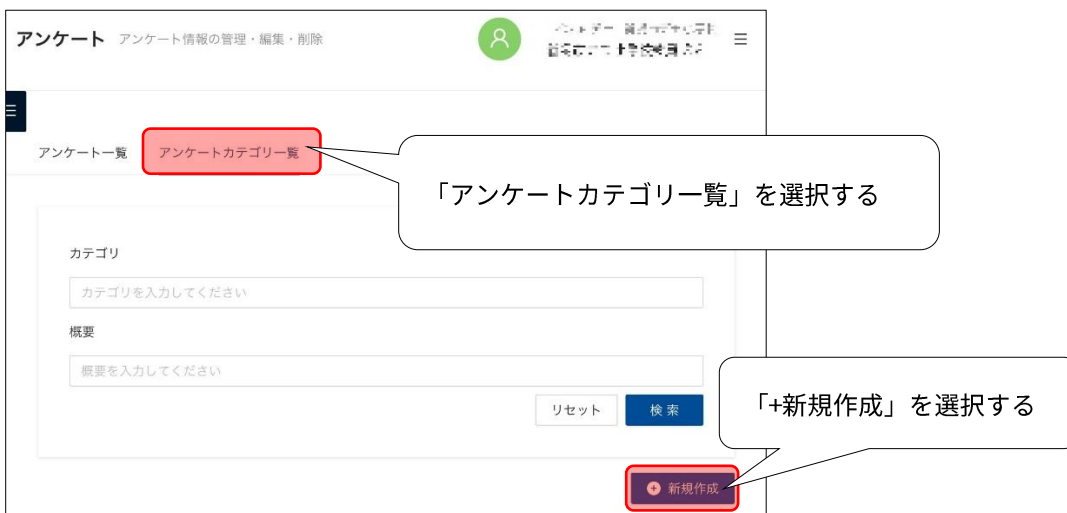 アンケート アンケート情報の管理・編集・削除
アンケート一覧 アンケートカテゴリ一覧
「アンケートカテゴリ一覧」を選択する
カテゴリ
カテゴリを入力してください
概要
概要を入力してください
リセット 検索
「+新規作成」を選択する
新規作成